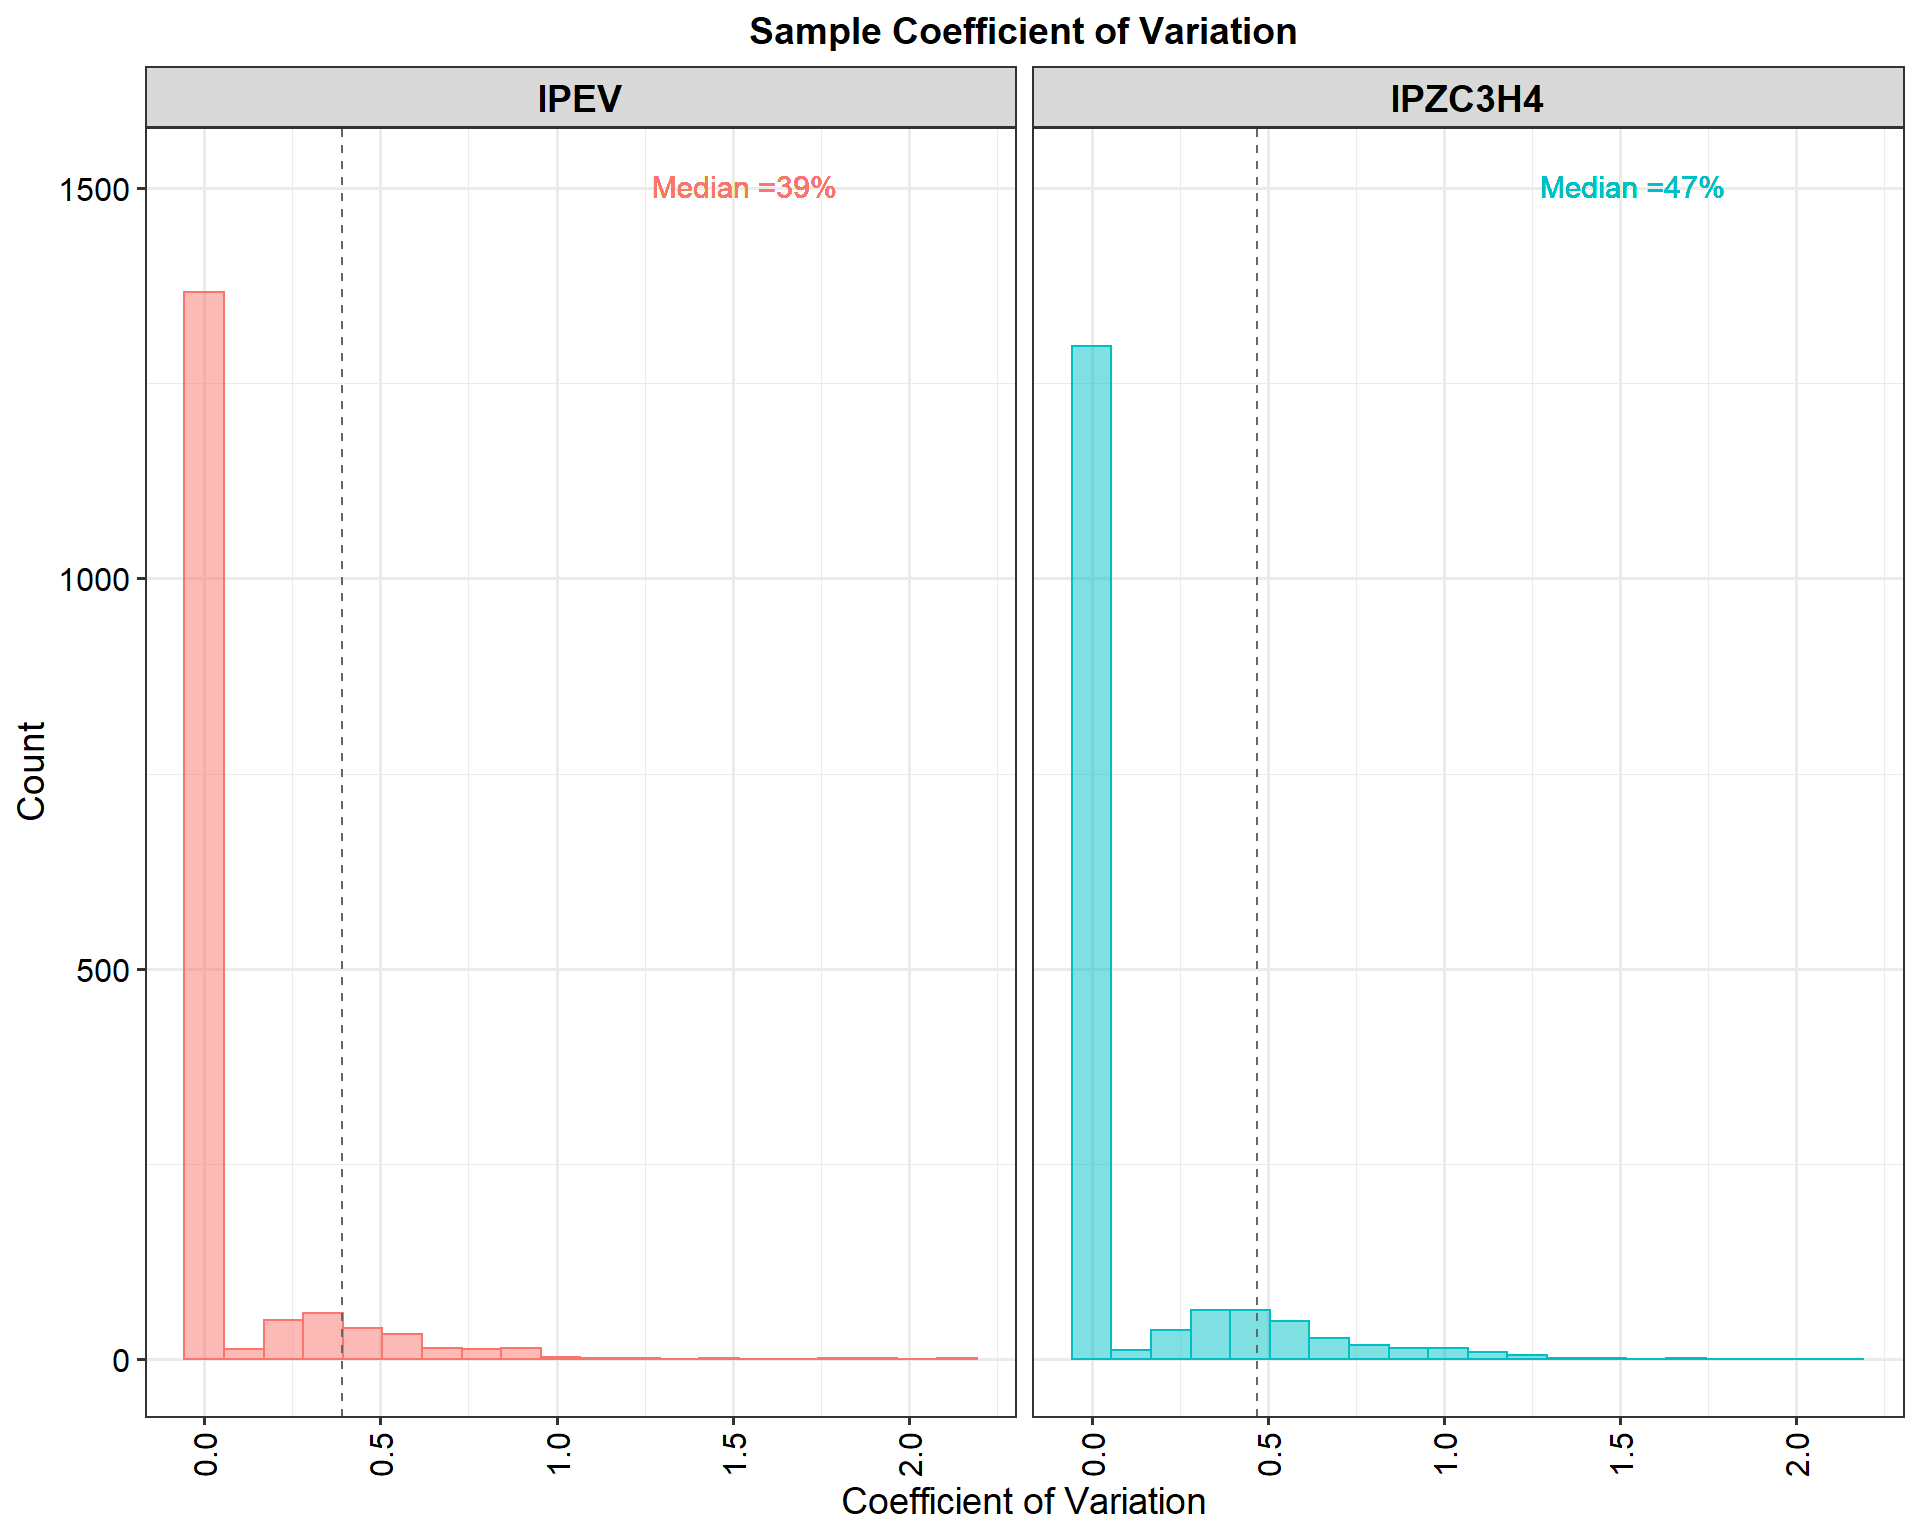 Sample Coefficient of Variation
IPEV
IPZC3H4
Median =39%
Median =47%
1500
1000
500
0
Count
0.0
0.5
1.0
1.5
2.0
0.0
0.5
1.0
1.5
2.0
Coefficient of Variation